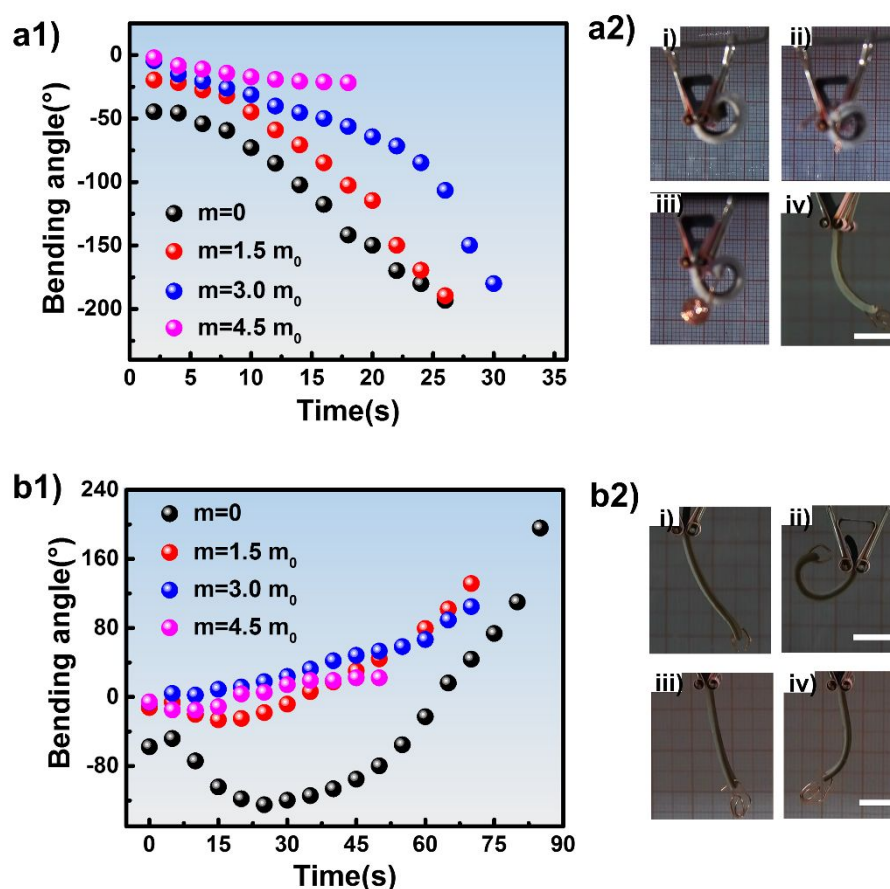 a1)
0
-50
-100
-150
-200
Bending angle(°)
m=0
m=1.5 m0
m=3.0 m0
m=4.5 m0
0 5 10 15 20 25 30 35
Time(s)
a2)
i)
ii)
iii)
iv)
b1)
240
160
80
0
-80
Bending angle(°)
m=0
m=1.5 m0
m=3.0 m0
m=4.5 m0
0 15 30 45 60 75 90
Time(s)
b2)
i)
ii)
iii)
iv)